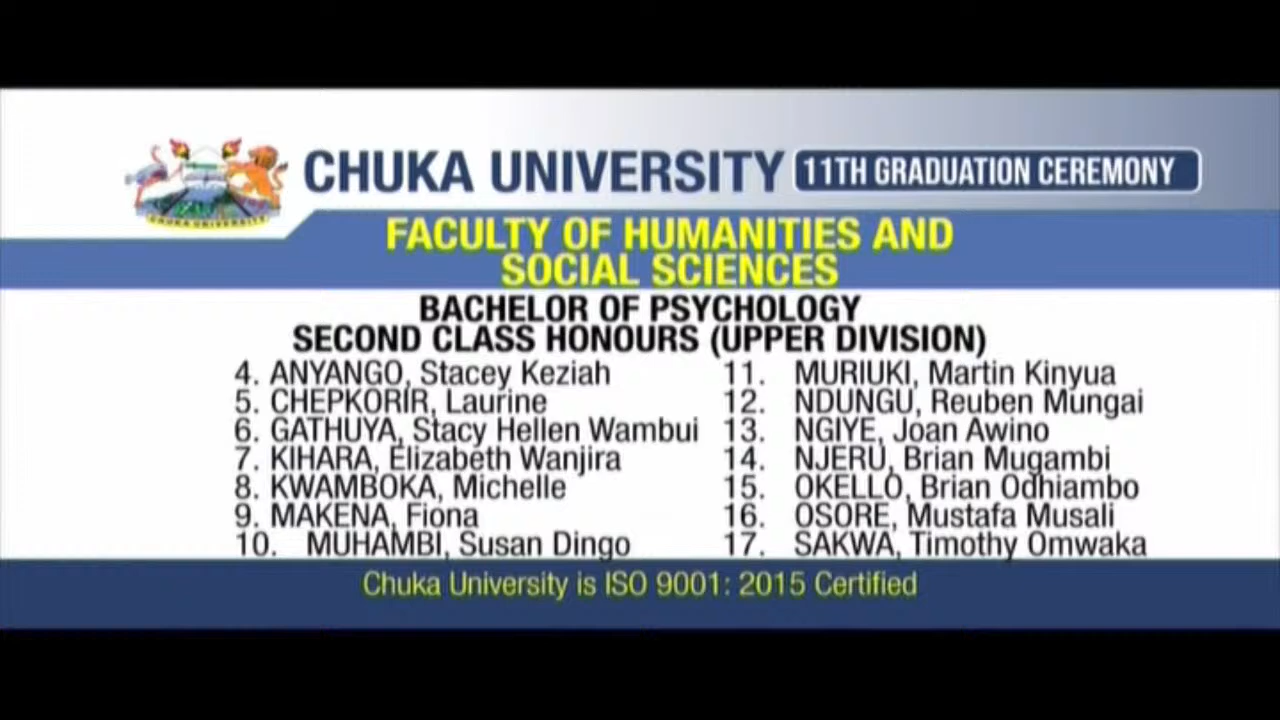 CHUKA UNIVERSITY
11TH GRADUATION CEREMONY
CHUKA UNIVERSITY
FACULTY OF HUMANITIES AND
SOCIAL SCIENCES
BACHELOR OF PSYCHOLOGY
SECOND CLASS HONOURS (UPPER DIVISION)
4. ANYANGO, Stacey Keziah
5. CHEPKORIR, Laurine
6. GATHUYA, Stacy Hellen Wambui
7. KIHARA, Elizabeth Wanjira
8. KWAMBOKA, Michelle
9. MAKENA, Fiona
10. MUHAMBI, Susan Dingo
11. MURIUKI, Martin Kinyua
12. NDUNGU, Reuben Mungai
13. NGIYE, Joan Awino
14. NJERU, Brian Mugambi
15. OKELLO, Brian Odhiambo
16. OSORE, Mustafa Musali
17. SAKWA, Timothy Omwaka
Chuka University is ISO 9001: 2015 Certified